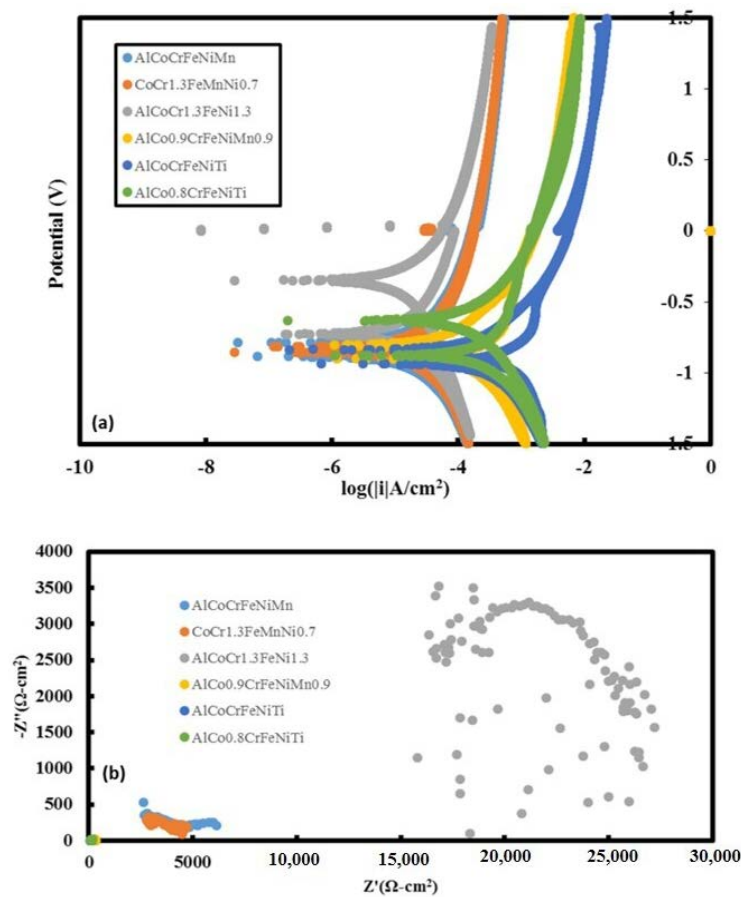 1.5
AlCoCrFeNiMn
CoCr1.3FeMnNi0.7
1
AlCoCr1.3FeNi1.3
AlCo0.9CrFeNiMn0.9
AlCoCrFeNiTi
0.5
AlCo0.8CrFeNiTi
Potential (V)
0
-0.5
-1
(a)
1.5
-10 -8 -6 -4 -2 0
log(|i|A/cm²)
4000
3500
AlCoCrFeNiMn
3000
CoCr1.3FeMnNi0.7
2500
AlCoCr1.3FeNi1.3
AlCo0.9CrFeNiMn0.9
2000
AlCoCrFeNiTi
-Z"(Ω-cm²)
1500
AlCo0.8CrFeNiTi
1000
(b)
500
0
0 5000 10,000 15,000 20,000 25,000 30,000
Z'(Ω-cm²)